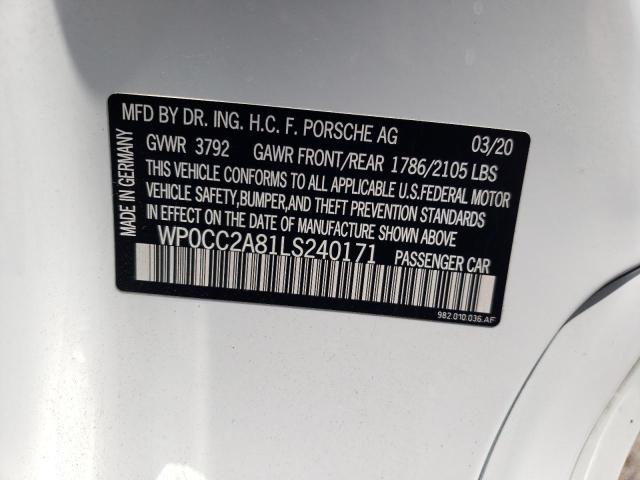 MFD BY DR. ING. H.C. F. PORSCHE AG 03/20
GVWR 3792 GAWR FRONT/REAR 1786/2105 LBS
THIS VEHICLE CONFORMS TO ALL APPLICABLE U.S.FEDERAL MOTOR
VEHICLE SAFETY,BUMPER,AND THEFT PREVENTION STANDARDS
IN EFFECT ON THE DATE OF MANUFACTURE SHOWN ABOVE
WP0CC2A81LS240171 PASSENGER CAR
MADE IN GERMANY
982.010.036.AF